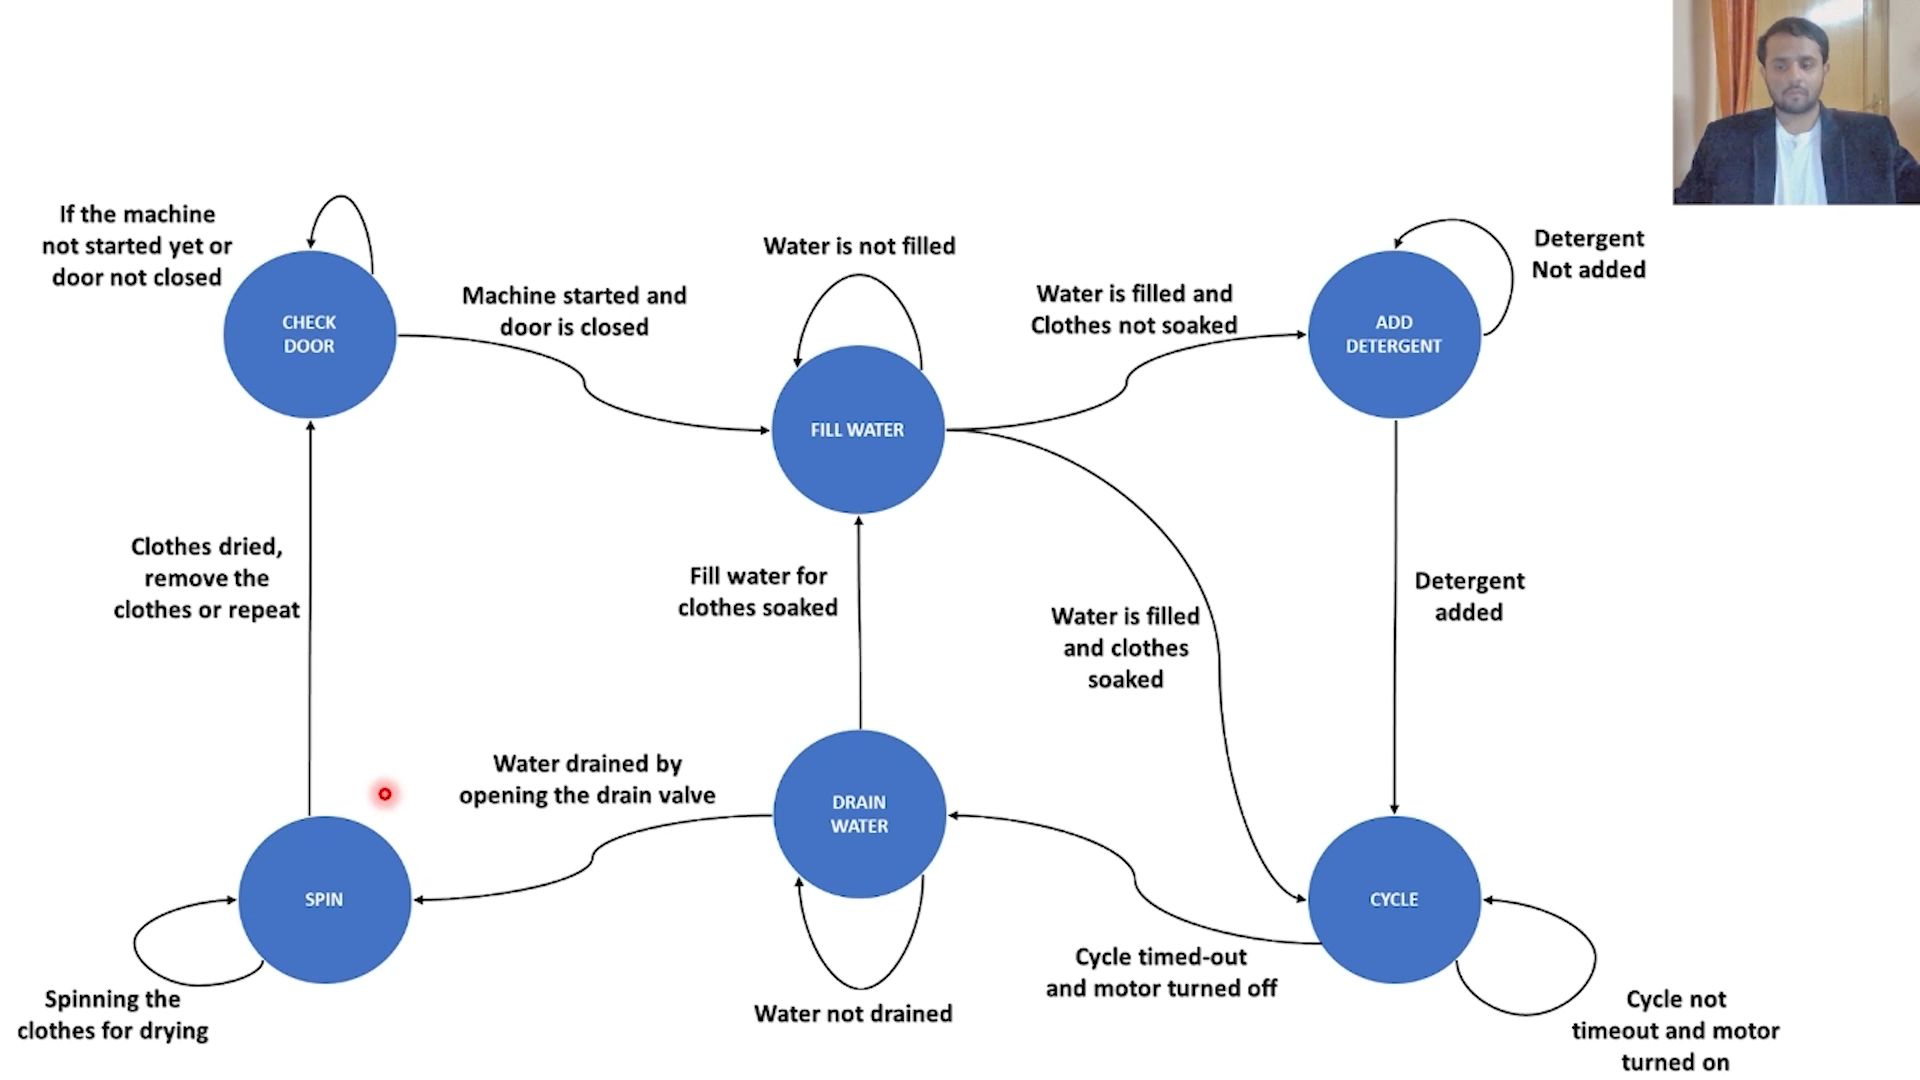 If the machine
not started yet or
door not closed
CHECK
DOOR
Machine started and
door is closed
Water is not filled
FILL WATER
Water is filled and
Clothes not soaked
ADD
DETERGENT
Detergent
Not added
Clothes dried,
remove the
clothes or repeat
Fill water for
clothes soaked
Water is filled
and clothes
soaked
Detergent
added
Water drained by
opening the drain valve
DRAIN
WATER
SPIN
CYCLE
Spinning the
clothes for drying
Water not drained
Cycle timed-out
and motor turned off
Cycle not
timeout and motor
turned on